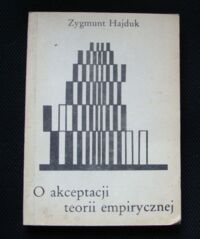 Zygmunt Hajduk
O akceptacji
teorii empirycznej